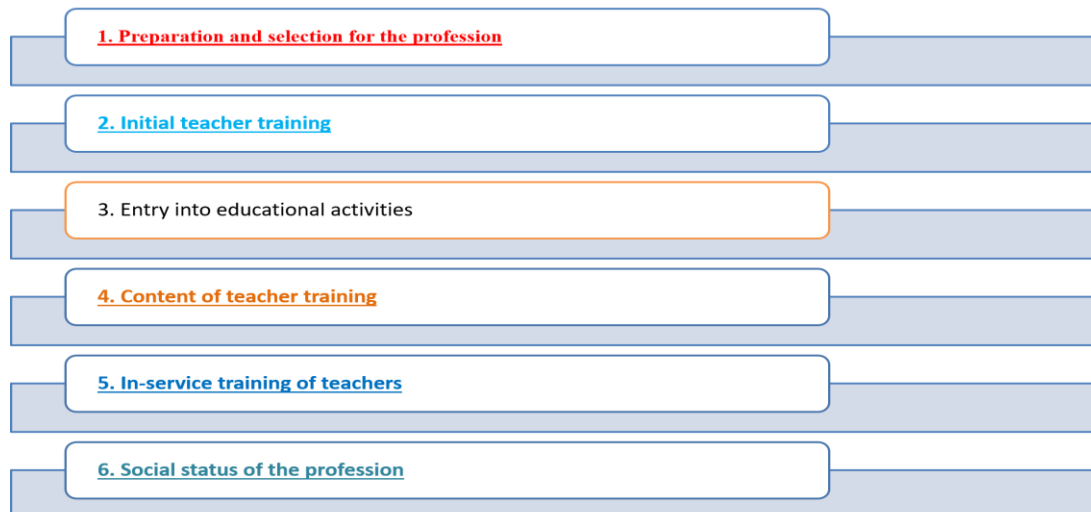 1. Preparation and selection for the profession
2. Initial teacher training
3. Entry into educational activities
4. Content of teacher training
5. In-service training of teachers
6. Social status of the profession